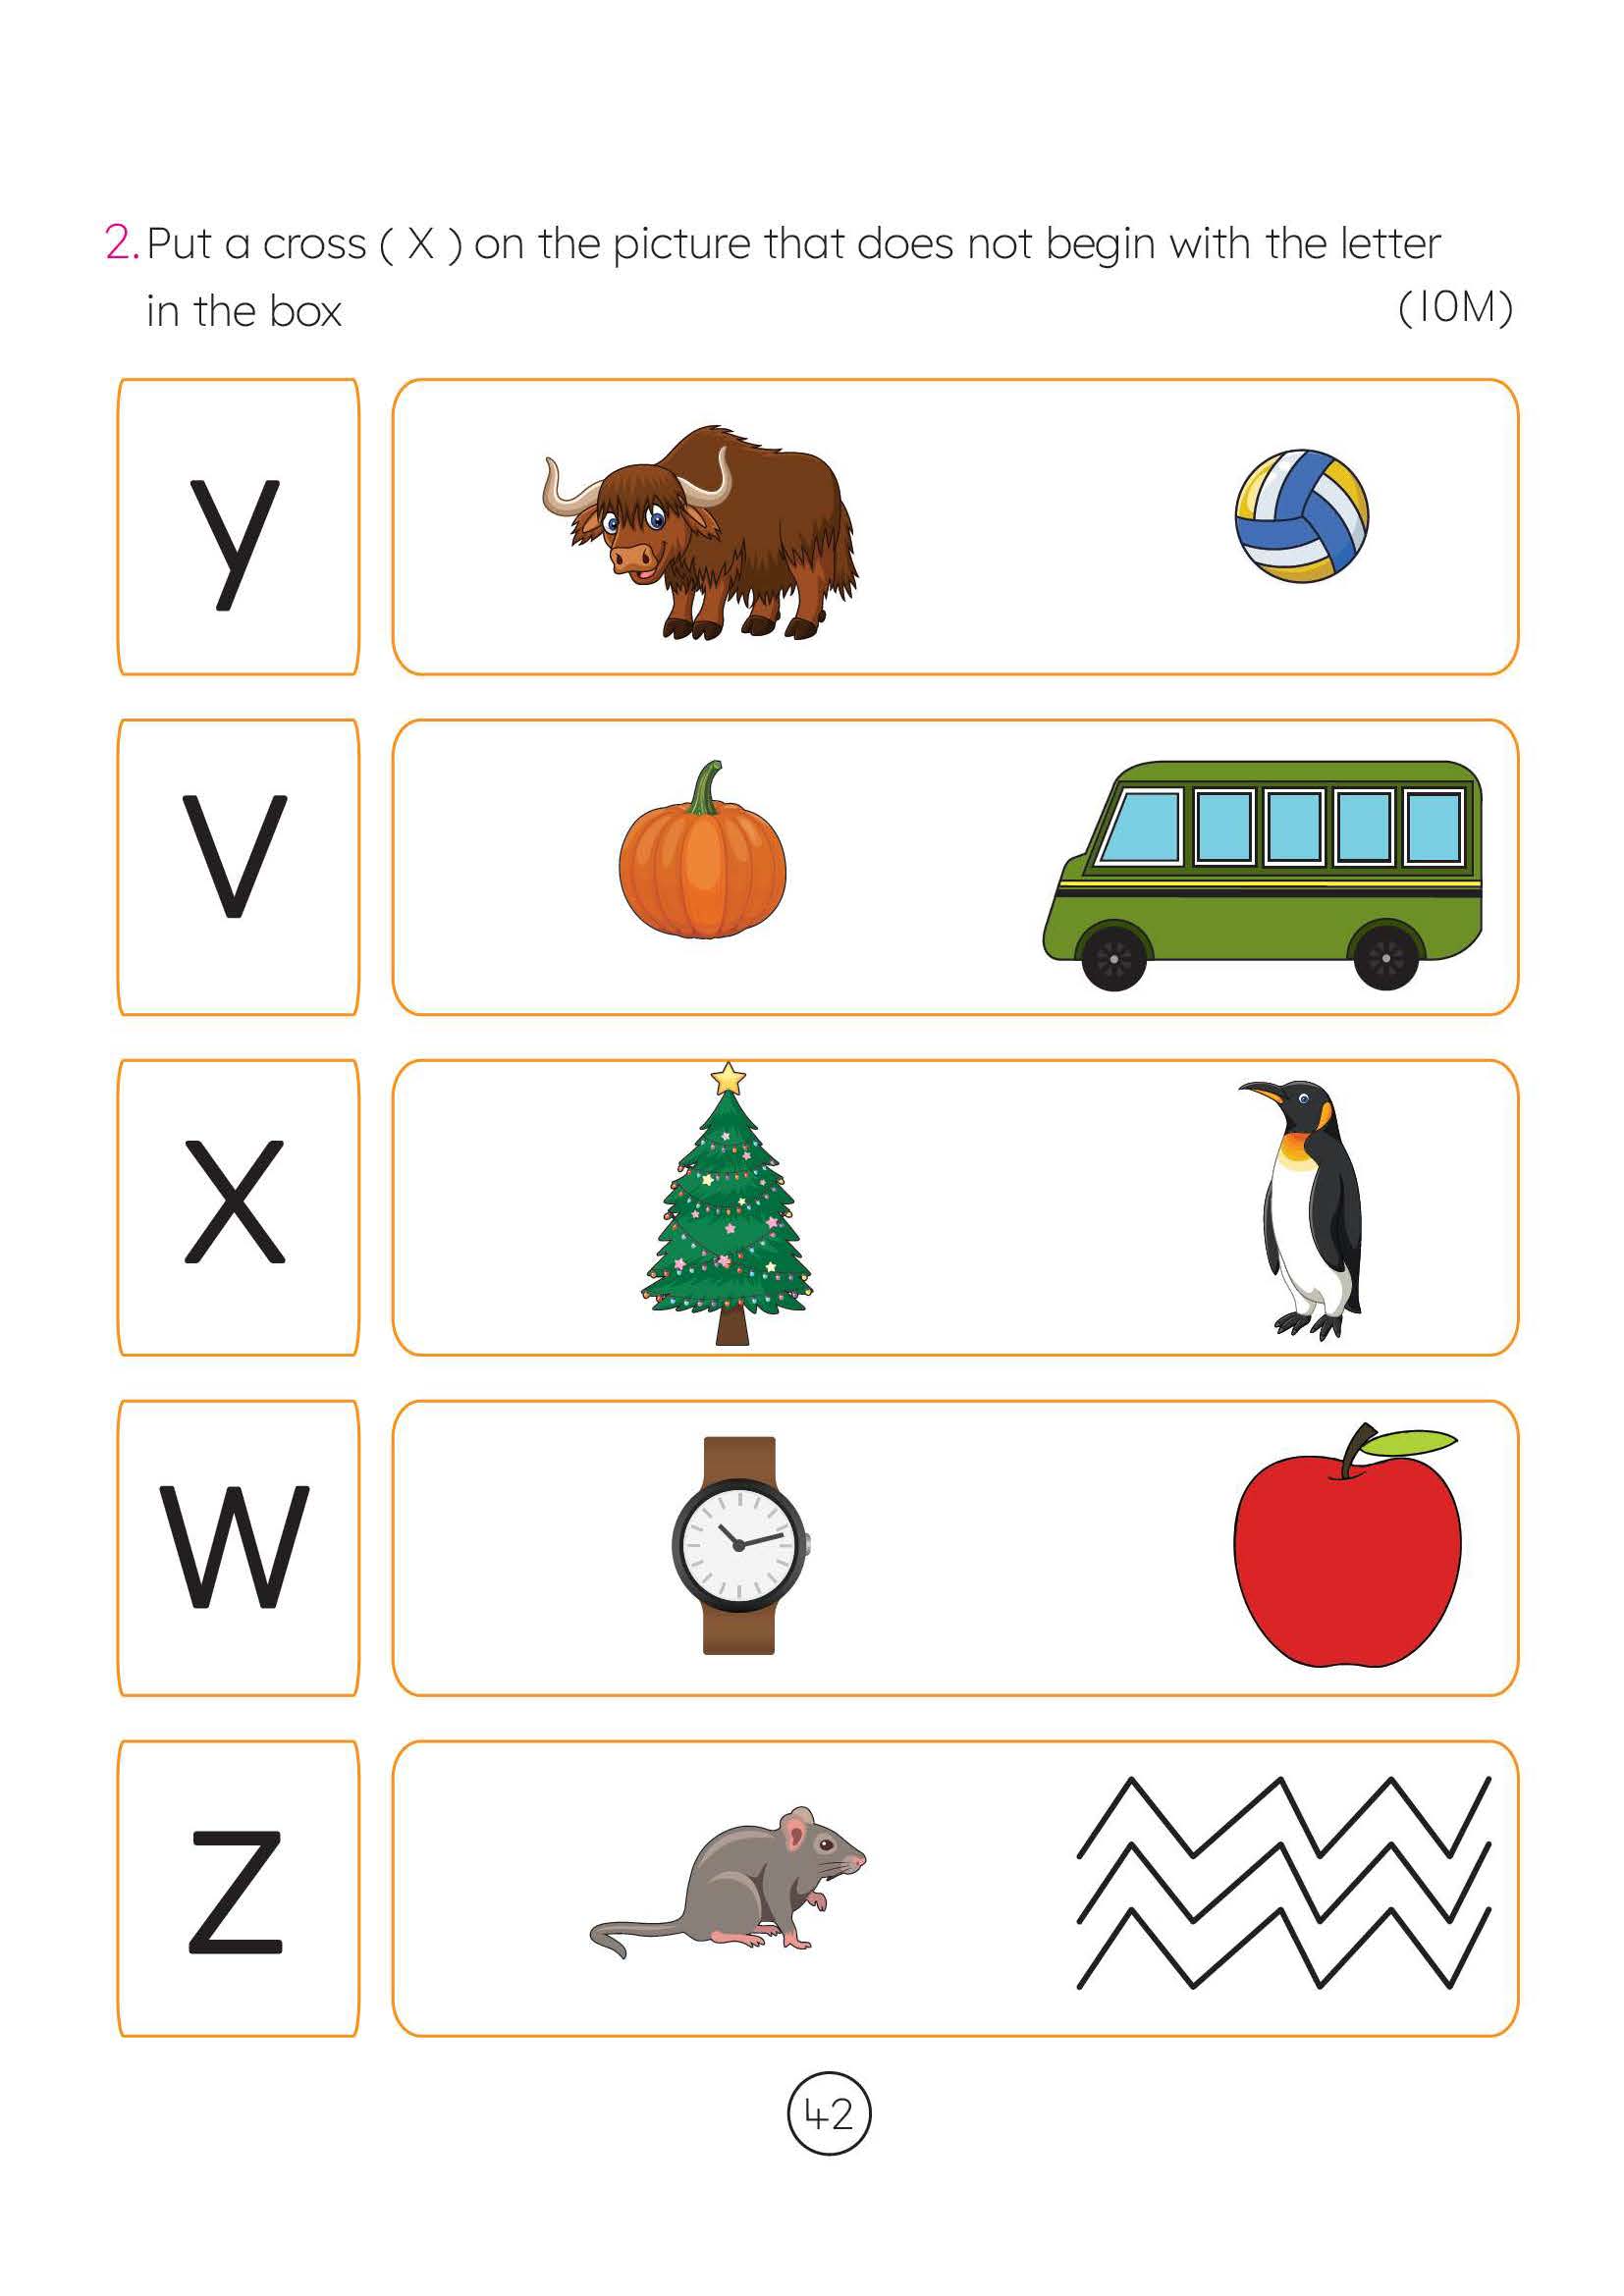 2. Put a cross ( X ) on the picture that does not begin with the letter
in the box (10M)
y
V
X
W
Z
42